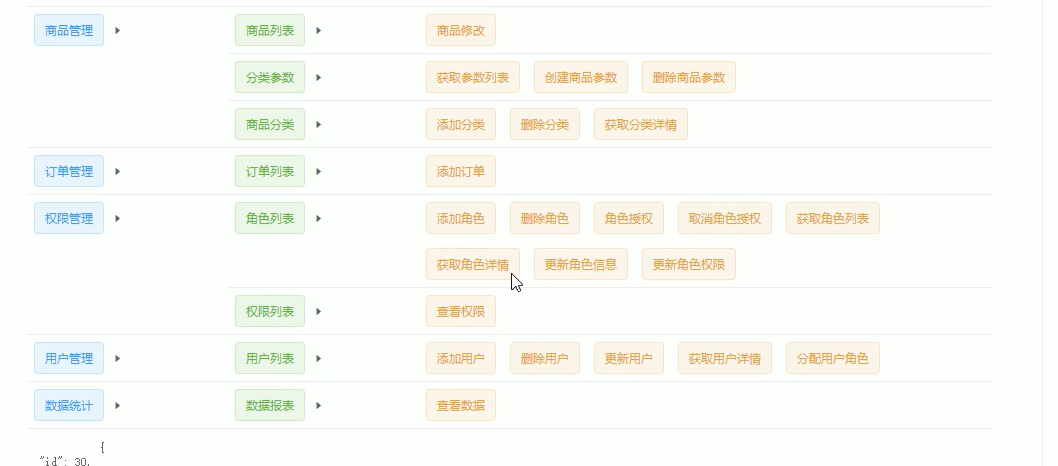 商品管理 商品列表 商品修改
分类参数 获取参数列表 创建商品参数 删除商品参数
商品分类 添加分类 删除分类 获取分类详情
订单管理 订单列表 添加订单
权限管理 角色列表 添加角色 删除角色 角色授权 取消角色授权 获取角色列表
获取角色详情 更新角色信息 更新角色权限
权限列表 查看权限
用户管理 用户列表 添加用户 删除用户 更新用户 获取用户详情 分配用户角色
数据统计 数据报表 查看数据
{
"id": 30,